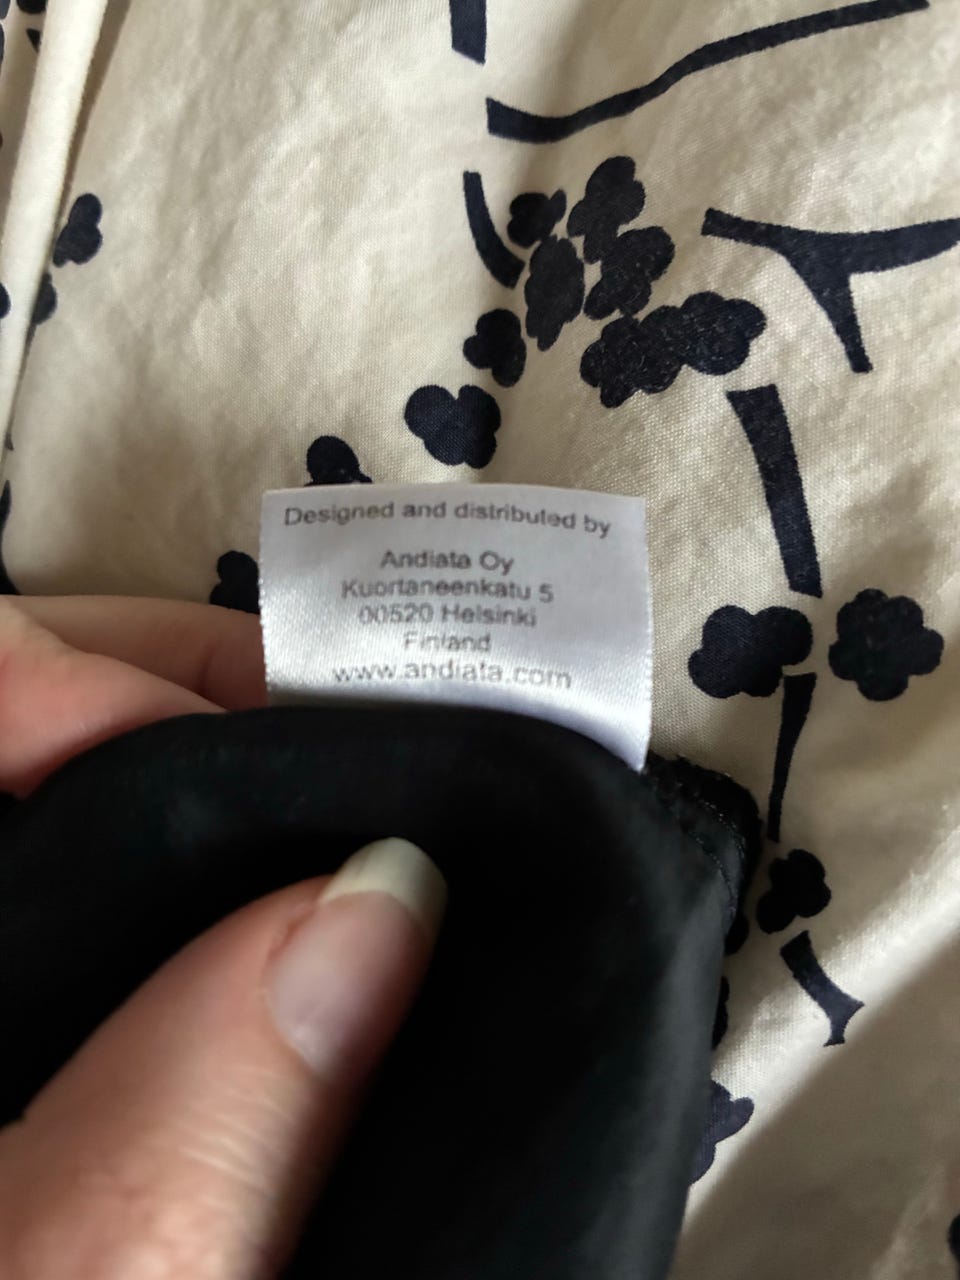 Designed and distributed by
Andiata Oy
Kuortaneenkatu 5
00520 Helsinki
Finland
www.andiata.com